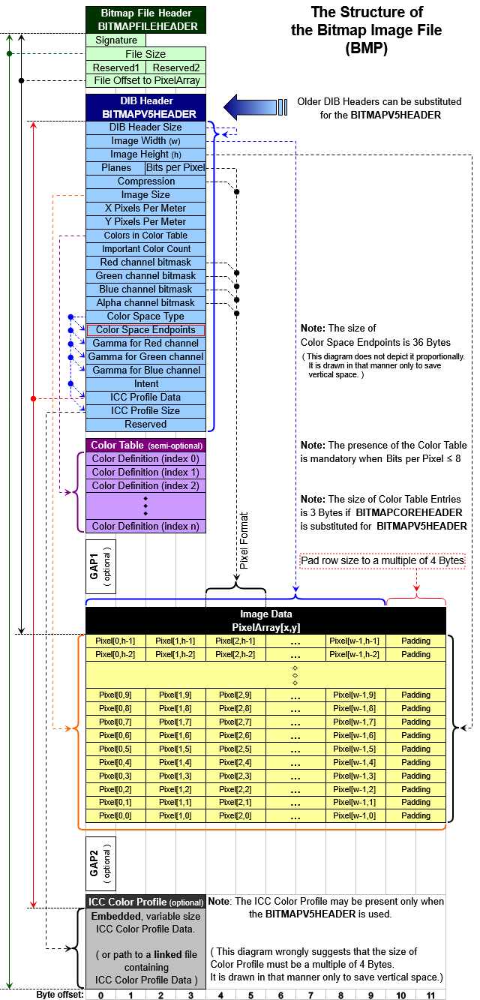 The Structure of
the Bitmap Image File
(BMP)
Bitmap File Header
BITMAPFILEHEADER
Signature
File Size
Reserved1 Reserved2
File Offset to PixelArray
DIB Header
BITMAPV5HEADER
Older DIB Headers can be substituted
for the BITMAPV5HEADER
DIB Header Size
Image Width (w)
Image Height (h)
Planes Bits per Pixel
Compression
Image Size
X Pixels Per Meter
Y Pixels Per Meter
Colors in Color Table
Important Color Count
Red channel bitmask
Green channel bitmask
Blue channel bitmask
Alpha channel bitmask
Color Space Type
Color Space Endpoints
Gamma for Red channel
Gamma for Green channel
Gamma for Blue channel
Intent
ICC Profile Data
ICC Profile Size
Reserved
Note: The size of
Color Space Endpoints is 36 Bytes
( This diagram does not depict it proportionally.
It is drawn in that manner only to save
vertical space. )
Color Table (semi-optional)
Color Definition (index 0)
Color Definition (index 1)
Color Definition (index 2)
Color Definition (index n)
Note: The presence of the Color Table
is mandatory when Bits per Pixel ≤ 8
Note: The size of Color Table Entries
is 3 Bytes if BITMAPCOREHEADER
is substituted for BITMAPV5HEADER
GAP1
( optional )
Pixel Format
Pad row size to a multiple of 4 Bytes
Image Data
PixelArray[x,y]
Pixel[0,h-1] Pixel[1,h-1] Pixel[2,h-1] ... Pixel[w-1,h-1] Padding
Pixel[0,h-2] Pixel[1,h-2] Pixel[2,h-2] ... Pixel[w-1,h-2] Padding
Pixel[0,9] Pixel[1,9] Pixel[2,9] ... Pixel[w-1,9] Padding
Pixel[0,8] Pixel[1,8] Pixel[2,8] ... Pixel[w-1,8] Padding
Pixel[0,7] Pixel[1,7] Pixel[2,7] ... Pixel[w-1,7] Padding
Pixel[0,6] Pixel[1,6] Pixel[2,6] ... Pixel[w-1,6] Padding
Pixel[0,5] Pixel[1,5] Pixel[2,5] ... Pixel[w-1,5] Padding
Pixel[0,4] Pixel[1,4] Pixel[2,4] ... Pixel[w-1,4] Padding
Pixel[0,3] Pixel[1,3] Pixel[2,3] ... Pixel[w-1,3] Padding
Pixel[0,2] Pixel[1,2] Pixel[2,2] ... Pixel[w-1,2] Padding
Pixel[0,1] Pixel[1,1] Pixel[2,1] ... Pixel[w-1,1] Padding
Pixel[0,0] Pixel[1,0] Pixel[2,0] ... Pixel[w-1,0] Padding
GAP2
( optional )
ICC Color Profile (optional)
Embedded, variable size
ICC Color Profile Data.
( or path to a linked file
containing
ICC Color Profile Data )
Note: The ICC Color Profile may be present only when
the BITMAPV5HEADER is used.
( This diagram wrongly suggests that the size of
Color Profile must be a multiple of 4 Bytes.
It is drawn in that manner only to save vertical space.)
Byte offset: 0 1 2 3 4 5 6 7 8 9 10 11